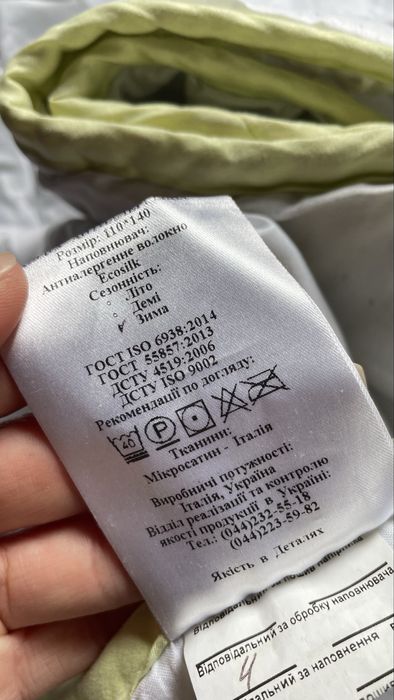 Розмір: 110*140
Наповнювач:
Антиалергенне волокно
Ecosilk
Сезонність:
Літо
Демі
Зима
ГОСТ ISO 6938:2014
ГОСТ 55857:2013
ДСТУ 4519:2006
ДСТУ ISO 9002
Рекомендації по догляду:
40 P
Тканини:
Мікросатин - Італія
Виробничі потужності:
Італія, Україна
Відділ реалізації та контролю
якості продукції в Україні:
Тел.: (044)232-55-18
(044)223-59-82
Якість в Деталях
Відповідальний за обробку наповнювача
4
Відповідальний за наповнення